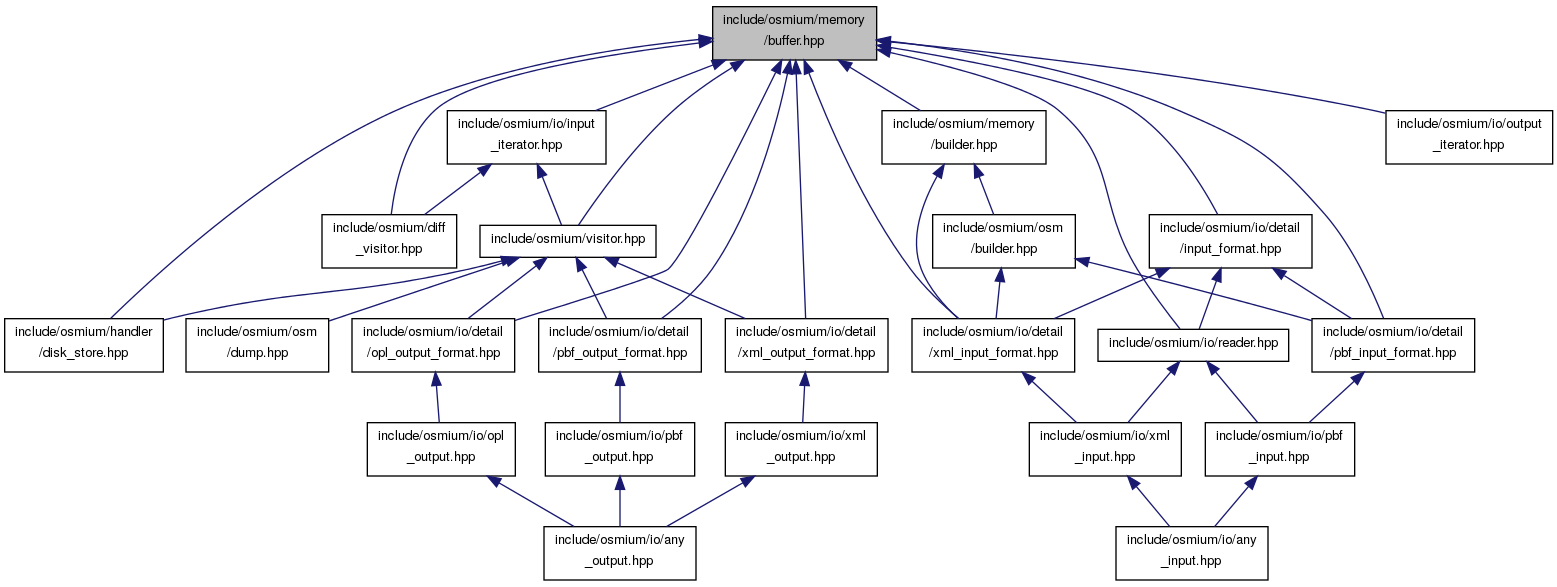 include/osmium/memory
/buffer.hpp
include/osmium/io/input
_iterator.hpp
include/osmium/memory
/builder.hpp
include/osmium/io/output
_iterator.hpp
include/osmium/diff
_visitor.hpp
include/osmium/visitor.hpp
include/osmium/osm
/builder.hpp
include/osmium/io/detail
/input_format.hpp
include/osmium/handler
/disk_store.hpp
include/osmium/osm
/dump.hpp
include/osmium/io/detail
/opl_output_format.hpp
include/osmium/io/detail
/pbf_output_format.hpp
include/osmium/io/detail
/xml_output_format.hpp
include/osmium/io/detail
/xml_input_format.hpp
include/osmium/io/reader.hpp
include/osmium/io/detail
/pbf_input_format.hpp
include/osmium/io/opl
_output.hpp
include/osmium/io/pbf
_output.hpp
include/osmium/io/xml
_output.hpp
include/osmium/io/xml
_input.hpp
include/osmium/io/pbf
_input.hpp
include/osmium/io/any
_output.hpp
include/osmium/io/any
_input.hpp